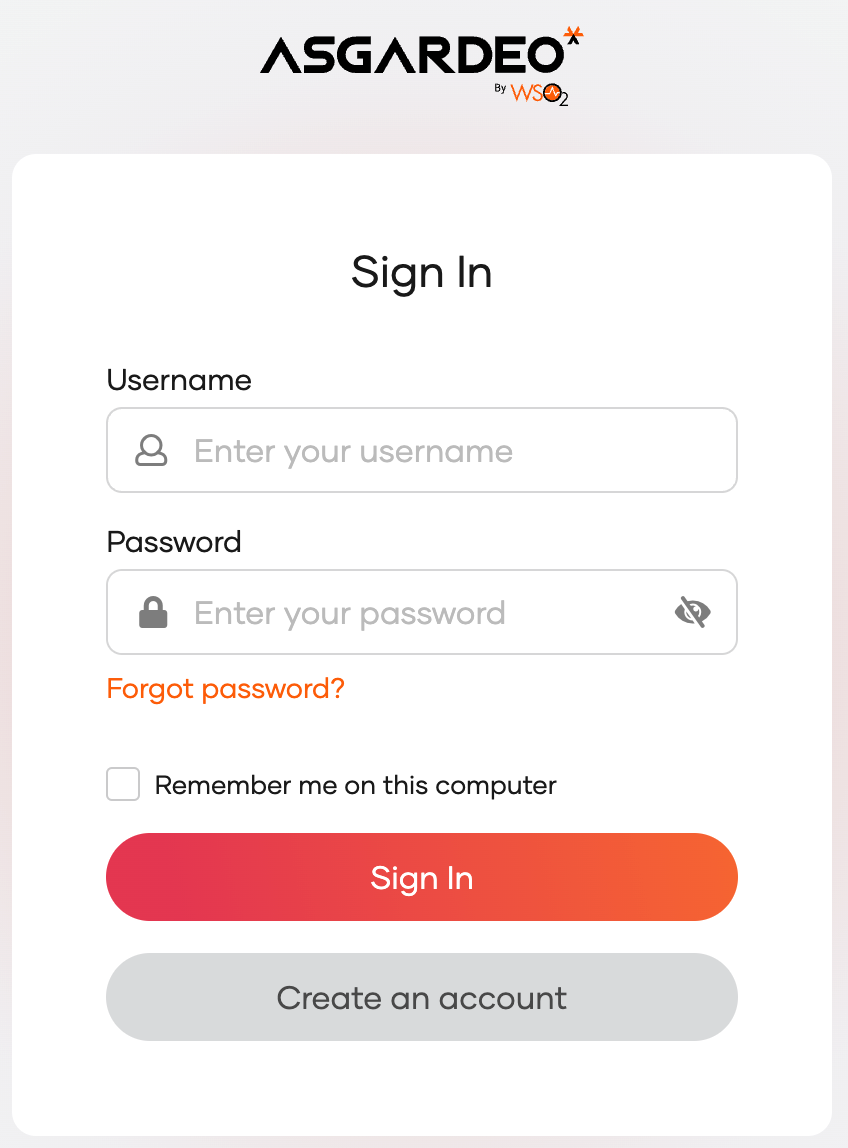 ASGARDEO
By WSO2
Sign In
Username
Enter your username
Password
Enter your password
Forgot password?
Remember me on this computer
Sign In
Create an account